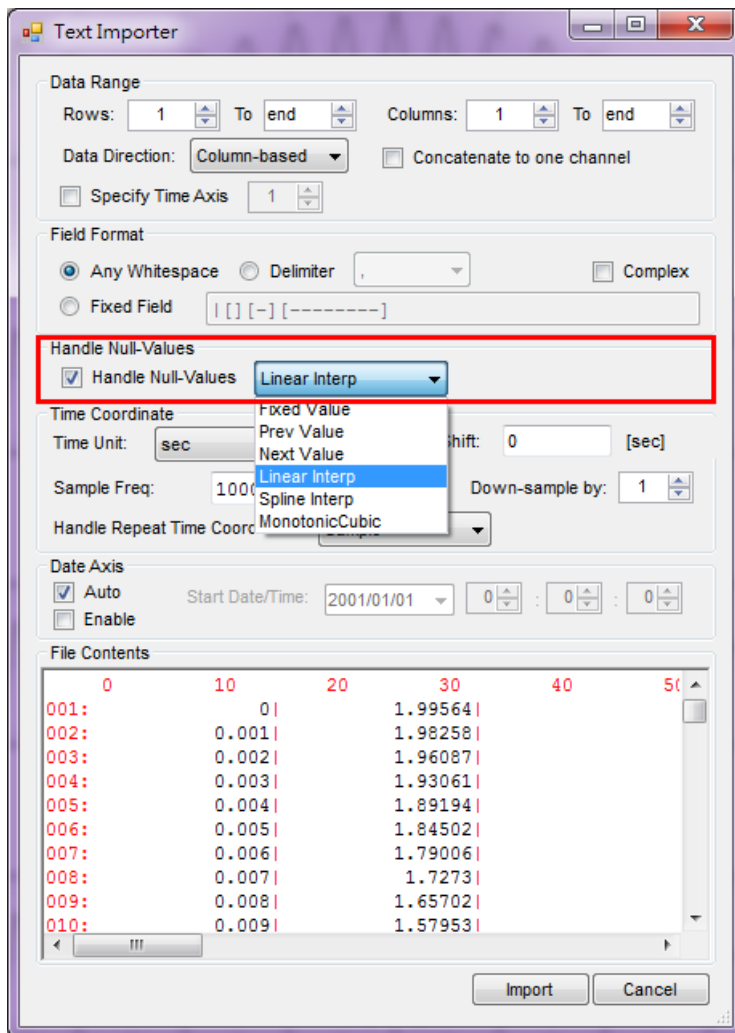 Text Importer
Data Range
Rows: 1 To end Columns: 1 To end
Data Direction: Column-based Concatenate to one channel
Specify Time Axis 1
Field Format
Any Whitespace Delimiter , Complex
Fixed Field |[][-][--------]
Handle Null-Values
Handle Null-Values Linear Interp
Time Coordinate
Fixed Value
Prev Value
Next Value
Linear Interp
Spline Interp
MonotonicCubic
Time Unit: sec Shift: 0 [sec]
Sample Freq: 1000 Down-sample by: 1
Handle Repeat Time
Date Axis
Auto Start Date/Time: 2001/01/01 0 : 0 : 0
Enable
File Contents
0 10 20 30 40
001: 0| 1.99564|
002: 0.001| 1.98258|
003: 0.002| 1.96087|
004: 0.003| 1.93061|
005: 0.004| 1.89194|
006: 0.005| 1.84502|
007: 0.006| 1.79006|
008: 0.007| 1.7273|
009: 0.008| 1.65702|
010: 0.009| 1.57953|
Import Cancel